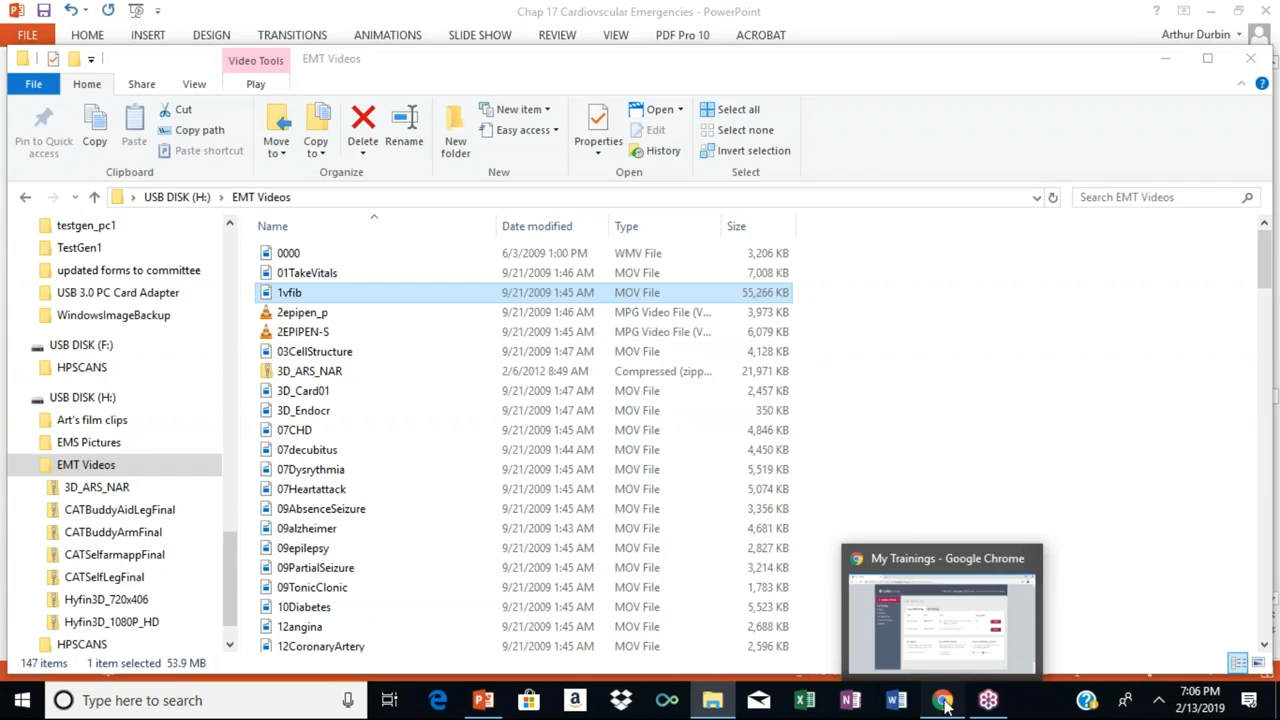 Chap 17 Cardiovscular Emergencies - PowerPoint
FILE HOME INSERT DESIGN TRANSITIONS ANIMATIONS SLIDE SHOW REVIEW VIEW PDF Pro 10 ACROBAT Arthur Durbin
Video Tools EMT Videos
File Home Share View Play
Pin to Quick access
Copy
Paste
Cut
Copy path
Paste shortcut
Clipboard
Move to
Copy to
Delete
Rename
Organize
New folder
New item
Easy access
New
Properties
Open
Edit
History
Open
Select all
Select none
Invert selection
Select
USB DISK (H:) EMT Videos Search EMT Videos
testgen_pc1
TestGen1
updated forms to committee
USB 3.0 PC Card Adapter
WindowsImageBackup
USB DISK (F:)
HPSCANS
USB DISK (H:)
Art's film clips
EMS Pictures
EMT Videos
3D_ARS_NAR
CATBuddyAidLegFinal
CATBuddyArmFinal
CATSelfarmappFinal
CATSelfLegFinal
Hyfin3D_720x406
Hyfin3D_1080P_HD
HPSCANS
Name Date modified Type Size
0000 6/3/2009 1:00 PM WMV File 3,206 KB
01TakeVitals 9/21/2009 1:46 AM MOV File 7,008 KB
1vfib 9/21/2009 1:45 AM MOV File 55,266 KB
2epipen_p 9/21/2009 1:46 AM MPG Video File (V... 3,973 KB
2EPIPEN-S 9/21/2009 1:45 AM MPG Video File (V... 6,079 KB
03CellStructure 9/21/2009 1:47 AM MOV File 4,128 KB
3D_ARS_NAR 2/6/2012 8:49 AM Compressed (zipp... 21,971 KB
3D_Card01 9/21/2009 1:47 AM MOV File 2,457 KB
3D_Endocr 9/21/2009 1:47 AM MOV File 350 KB
07CHD 9/21/2009 1:45 AM MOV File 4,846 KB
07decubitus 9/21/2009 1:44 AM MOV File 4,450 KB
07Dysrythmia 9/21/2009 1:45 AM MOV File 5,519 KB
07Heartattack 9/21/2009 1:45 AM MOV File 5,074 KB
09AbsenceSeizure 9/21/2009 1:45 AM MOV File 3,356 KB
09alzheimer 9/21/2009 1:43 AM MOV File 4,681 KB
09epilepsy 9/21/2009 1:45 AM MOV File 2,827 KB
09PartialSeizure 9/21/2009 1:45 AM MOV File 3,214 KB
09TonicClonic 9/21/2009 1:45 AM MOV File 1,783 KB
10Diabetes 9/21/2009 1:45 AM MOV File 5,523 KB
12angina 9/21/2009 1:45 AM MOV File 2,688 KB
12CoronaryArtery 9/21/2009 1:45 AM MOV File 2,596 KB
My Trainings - Google Chrome
147 items 1 item selected 53.9 MB
Type here to search
7:06 PM
2/13/2019